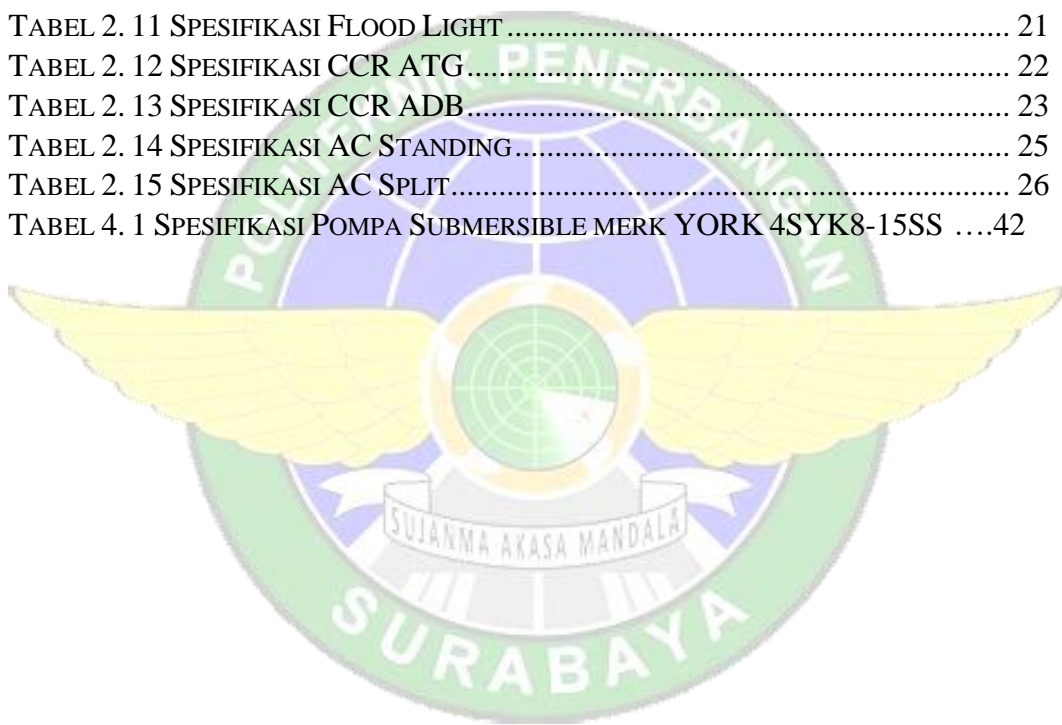 TABEL 2. 11 SPESIFIKASI FLOOD LIGHT.................................................................. 21
TABEL 2. 12 SPESIFIKASI CCR ATG....................................................................... 22
TABEL 2. 13 SPESIFIKASI CCR ADB....................................................................... 23
TABEL 2. 14 SPESIFIKASI AC STANDING................................................................. 25
TABEL 2. 15 SPESIFIKASI AC SPLIT......................................................................... 26
TABEL 4. 1 SPESIFIKASI POMPA SUBMERSIBLE MERK YORK 4SYK8-15SS ….42
POLITEKNIK PENERBANGAN
SUJANMA AKASA MANDALA
SURABAYA